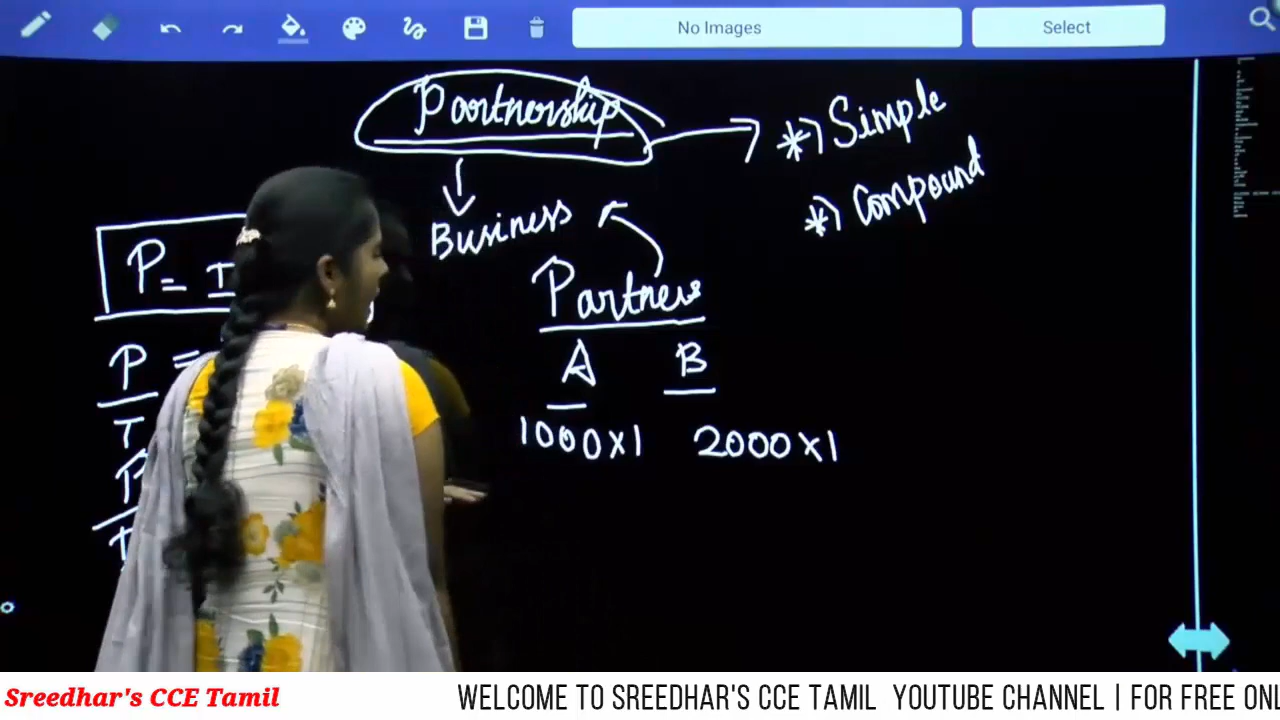 No Images
Select
Partnership
*) Simple
*) Compound
Business
Partners
P = I
A B
P =
1000x1 2000x1
T
P
I
Sreedhar's CCE Tamil
WELCOME TO SREEDHAR'S CCE TAMIL YOUTUBE CHANNEL | FOR FREE ONL